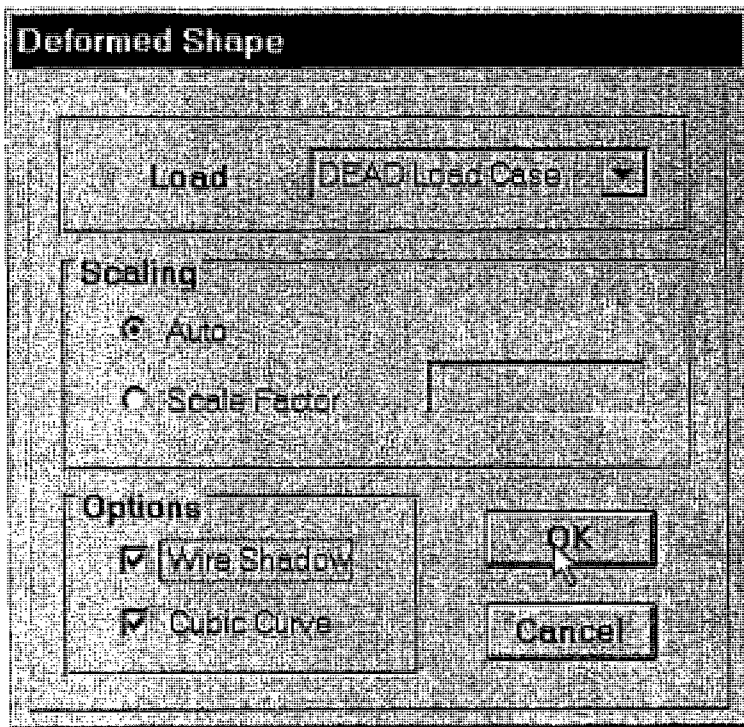 Deformed Shape
Load DEAD Load Case
Scaling
Auto
Scale Factor
Options
Wire Shadow
OK
Cubic Curve
Cancel